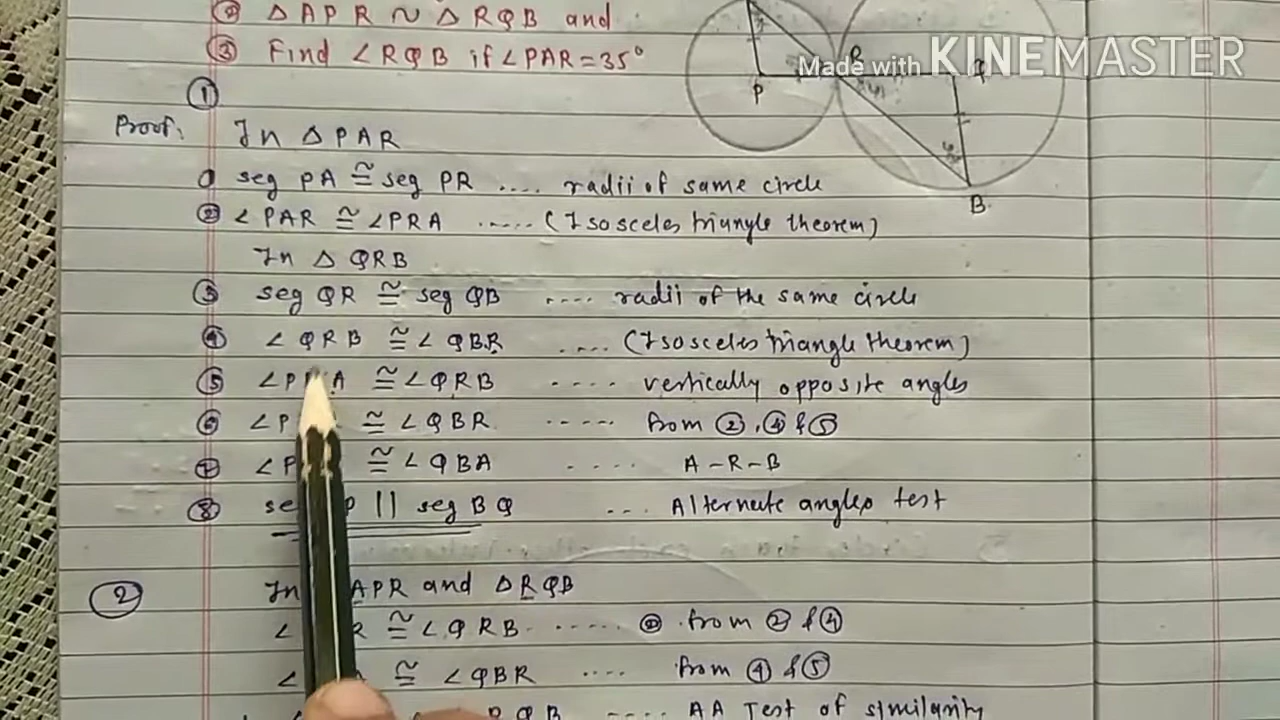 ② △APR ~ △RQB and
③ Find ∠RQB if ∠PAR = 35°
Made with KINEMASTER
P
B
①
Proof: In △PAR
① seg PA ≅ seg PR .... radii of same circle
② ∠PAR ≅ ∠PRA ..... (Isosceles triangle theorem)
In △QRB
③ seg QR ≅ seg QB .... radii of the same circle
④ ∠QRB ≅ ∠QBR .... (Isosceles triangle theorem)
⑤ ≅ ∠QRB .... vertically opposite angles
⑥ ≅ ∠QBR ..... from ②, ④ & ⑤
⑦ ≅ ∠QBA .... A-R-B
⑧ || seg BQ ... Alternate angles test
② In APR and △RQB
≅ ∠QRB ..... from ② & ④
≅ ∠QBR .... from ④ & ⑤
RQB .... AA Test of similarity